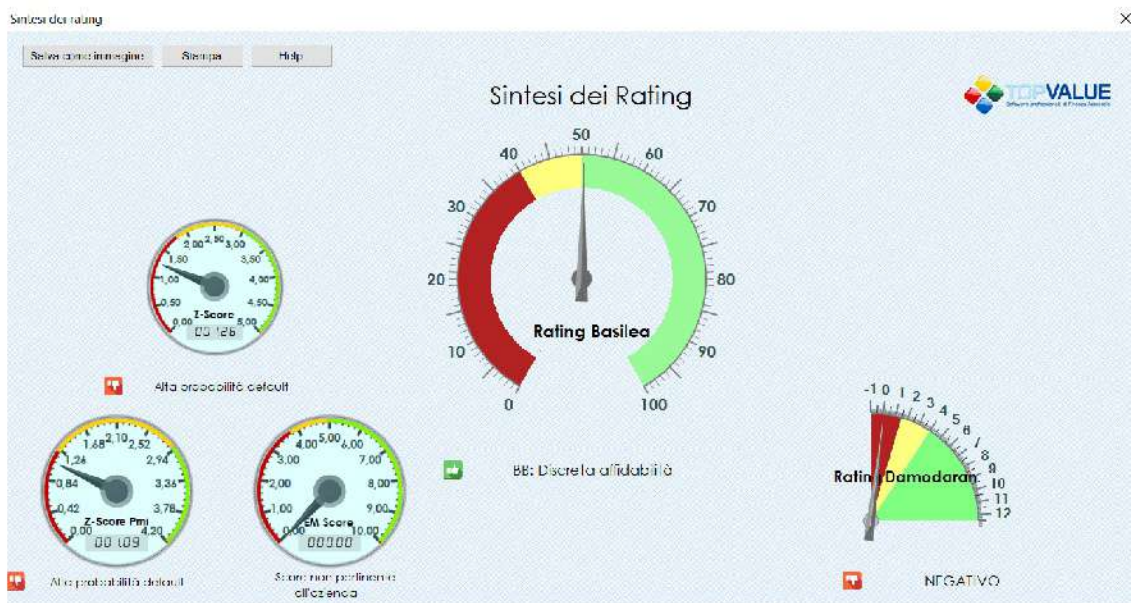 Sintesi dei rating
Salva come immagine Stampa Help
Sintesi dei Rating
TOPVALUE
0 10 20 30 40 50 60 70 80 90 100
Rating Basilea
BB: Discreta affidabilità
0,00 0,50 1,00 1,50 2,00 2,50 3,00 3,50 4,00 4,50 5,00
Z-Score
001.26
Alta probabilità default
0,00 0,42 0,84 1,26 1,68 2,10 2,52 2,94 3,36 3,78 4,20
Z-Score Pmi
001.09
Alta probabilità default
0,00 1,00 2,00 3,00 4,00 5,00 6,00 7,00 8,00 9,00 10,00
EM Score
00000
Score non pertinente
all'azienda
-1 0 1 2 3 4 5 6 7 8 9 10 11 12
Rating Damodaran
NEGATIVO